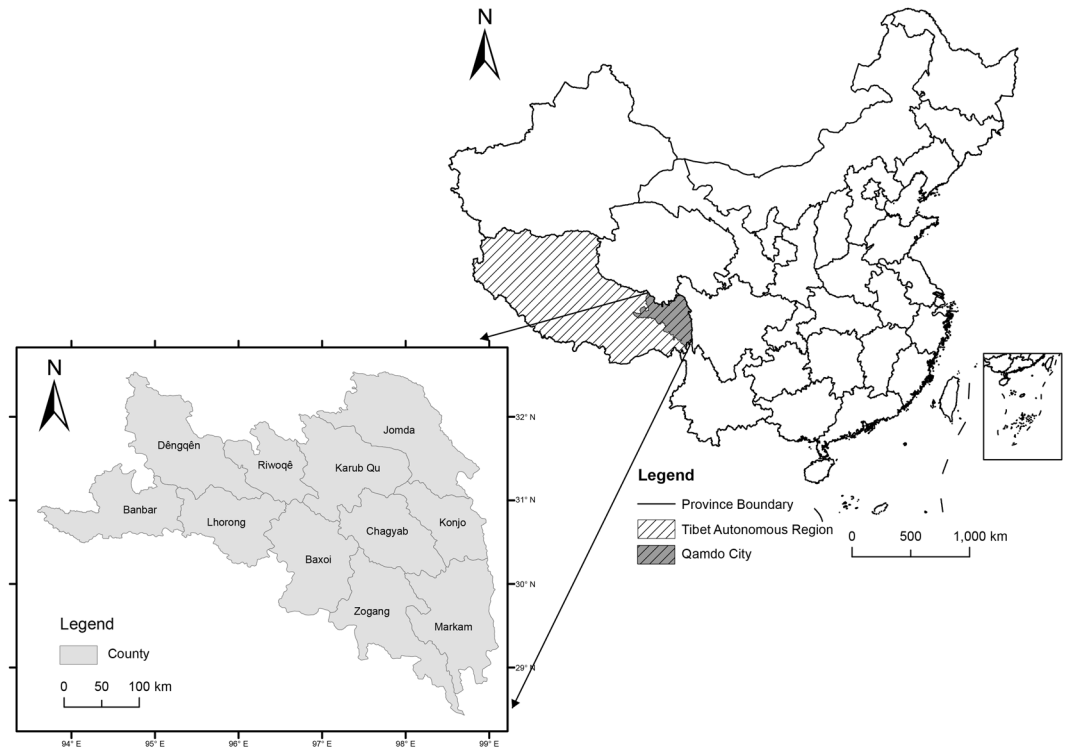 N
Legend
Province Boundary
Tibet Autonomous Region
Qamdo City
0 500 1,000 km
N
Jomda
Dêngqên
Riwoqê
Karub Qu
Banbar
Lhorong
Chagyab
Konjo
Baxoi
Zogang
Markam
Legend
County
0 50 100 km
32° N
31° N
30° N
29° N
94° E 95° E 96° E 97° E 98° E 99° E